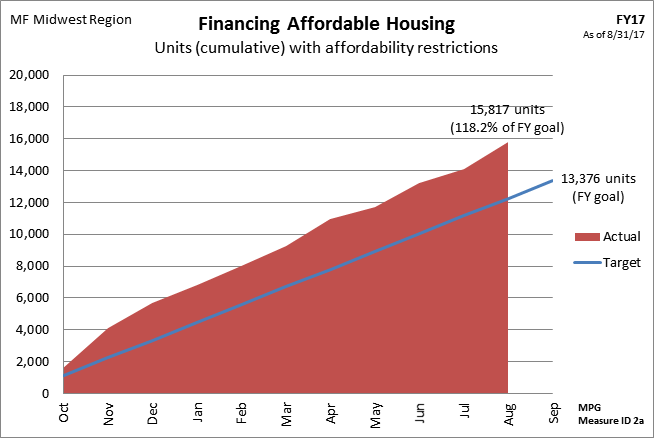 MF Midwest Region
Financing Affordable Housing
Units (cumulative) with affordability restrictions
FY17
As of 8/31/17
20,000
18,000
16,000
14,000
12,000
10,000
8,000
6,000
4,000
2,000
0
15,817 units
(118.2% of FY goal)
13,376 units
(FY goal)
Actual
Target
Oct
Nov
Dec
Jan
Feb
Mar
Apr
May
Jun
Jul
Aug
Sep
MPG
Measure ID 2a